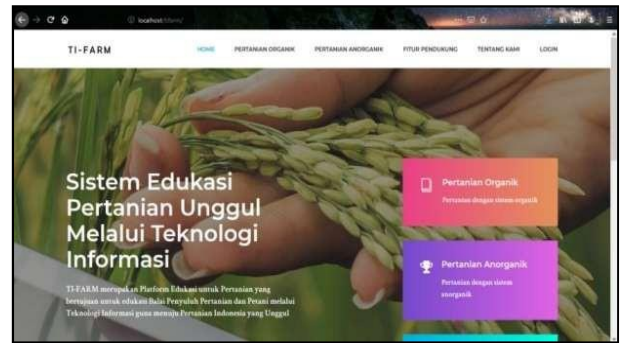 localhost/tifarm/
TI-FARM
HOME PERTANIAN ORGANIK PERTANIAN ANORGANIK FITUR PENDUKUNG TENTANG KAMI LOGIN
Sistem Edukasi
Pertanian Unggul
Melalui Teknologi
Informasi
TI-FARM merupakan Platform Edukasi untuk Pertanian yang
bertujuan untuk edukasi Balai Penyuluh Pertanian dan Petani melalui
Teknologi Informasi guna menuju Pertanian Indonesia yang Unggul
Pertanian Organik
Pertanian dengan sistem organik
Pertanian Anorganik
Pertanian dengan sistem
anorganik